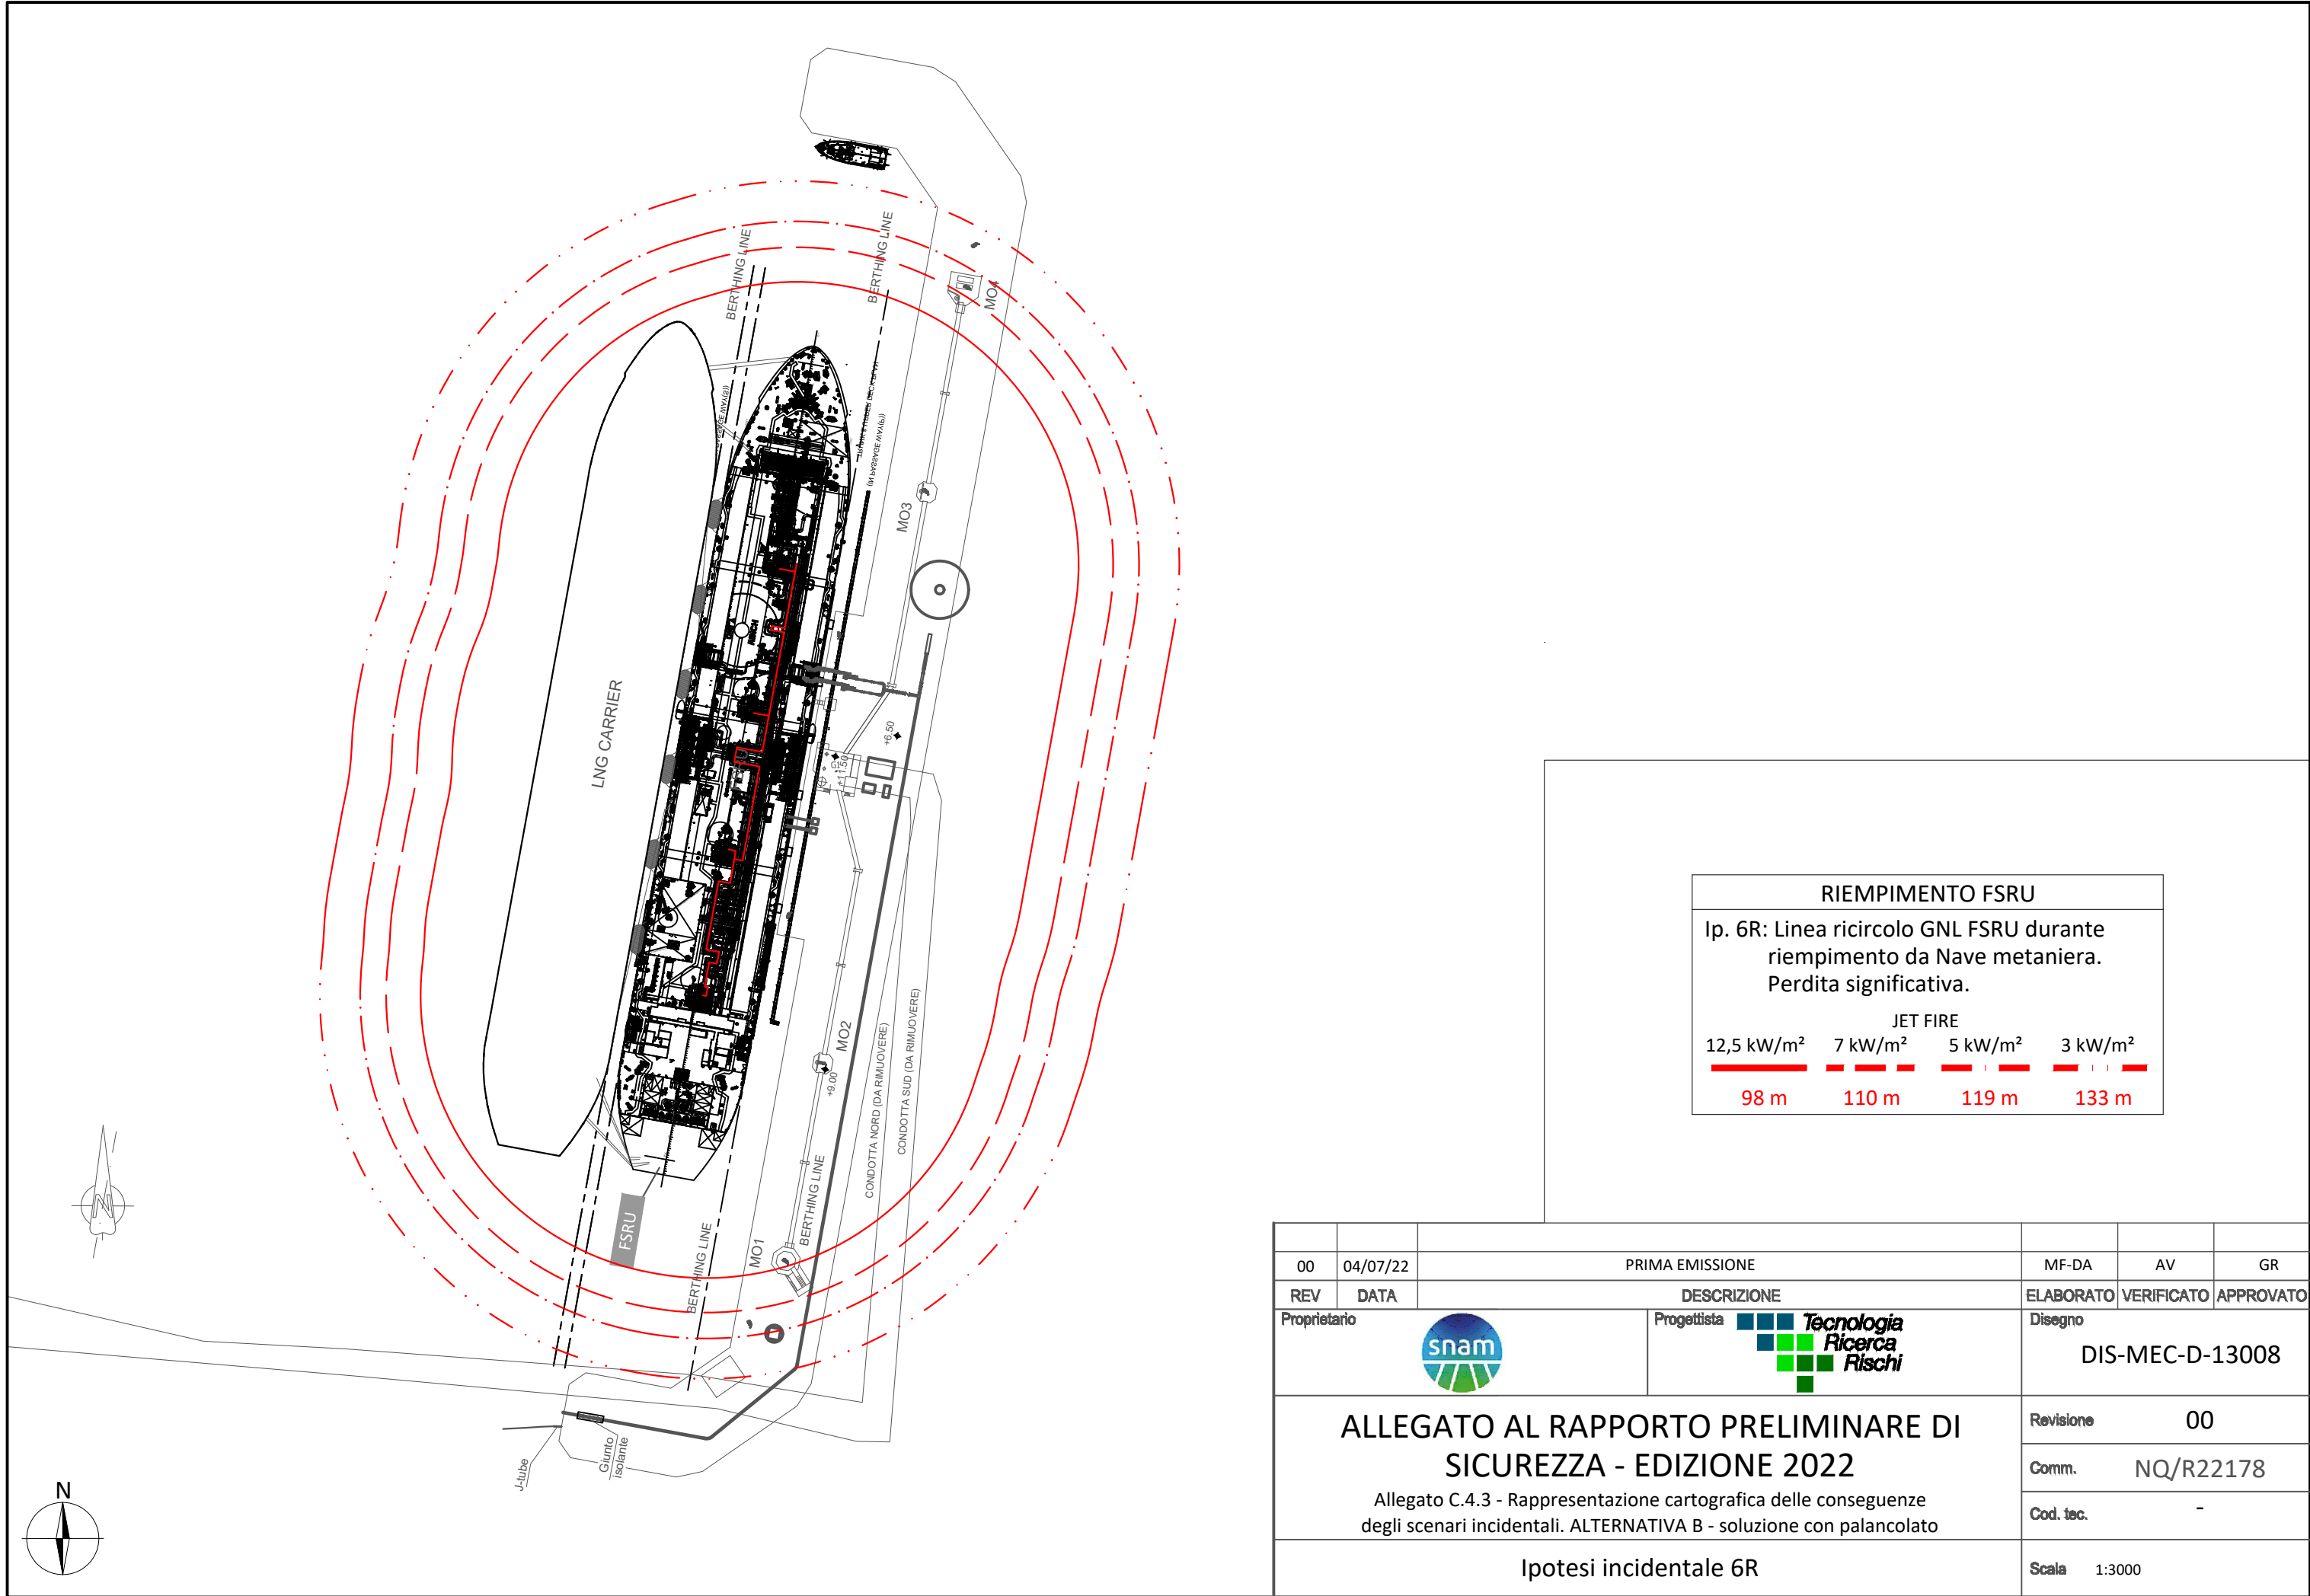 BERTHING LINE
BERTHING LINE
MO4
MO3
LNG CARRIER
+6.50
+11.50
MO2
+9.00
CONDOTTA NORD (DA RIMUOVERE)
CONDOTTA SUD (DA RIMUOVERE)
BERTHING LINE
MO1
BERTHING LINE
FSRU
N
J-tube
Giunto
isolante
N
RIEMPIMENTO FSRU
Ip. 6R: Linea ricircolo GNL FSRU durante
riempimento da Nave metaniera.
Perdita significativa.
JET FIRE
12,5 kW/m² 7 kW/m² 5 kW/m² 3 kW/m²
98 m 110 m 119 m 133 m
00 04/07/22 PRIMA EMISSIONE MF-DA AV GR
REV DATA DESCRIZIONE ELABORATO VERIFICATO APPROVATO
Proprietario
snam
Progettista
Tecnologia
Ricerca
Rischi
Disegno
DIS-MEC-D-13008
ALLEGATO AL RAPPORTO PRELIMINARE DI
SICUREZZA - EDIZIONE 2022
Allegato C.4.3 - Rappresentazione cartografica delle conseguenze
degli scenari incidentali. ALTERNATIVA B - soluzione con palancolato
Revisione 00
Comm. NQ/R22178
Cod. tec. -
Ipotesi incidentale 6R
Scala 1:3000